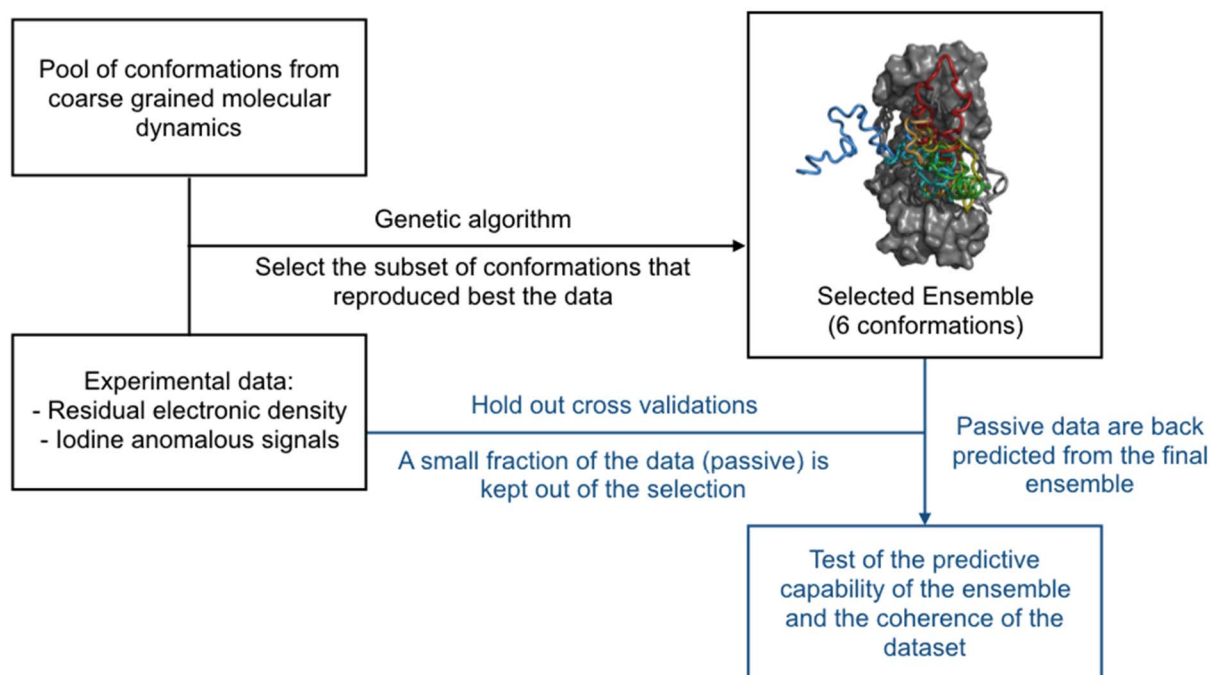 Pool of conformations from
coarse grained molecular
dynamics
Genetic algorithm
Select the subset of conformations that
reproduced best the data
Selected Ensemble
(6 conformations)
Experimental data:
- Residual electronic density
- Iodine anomalous signals
Hold out cross validations
A small fraction of the data (passive) is
kept out of the selection
Passive data are back
predicted from the final
ensemble
Test of the predictive
capability of the ensemble
and the coherence of the
dataset